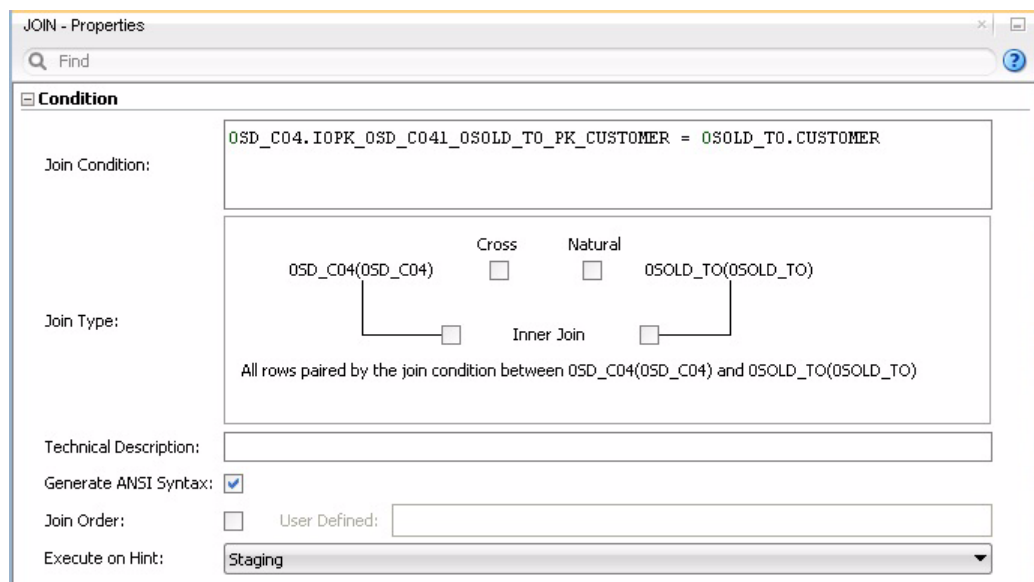 JOIN - Properties
Find
Condition
Join Condition:
0SD_C04.IOPK_0SD_C041_0SOLD_TO_PK_CUSTOMER = 0SOLD_TO.CUSTOMER
Cross Natural
0SD_C04(0SD_C04) 0SOLD_TO(0SOLD_TO)
Join Type:
Inner Join
All rows paired by the join condition between 0SD_C04(0SD_C04) and 0SOLD_TO(0SOLD_TO)
Technical Description:
Generate ANSI Syntax:
Join Order: User Defined:
Execute on Hint: Staging